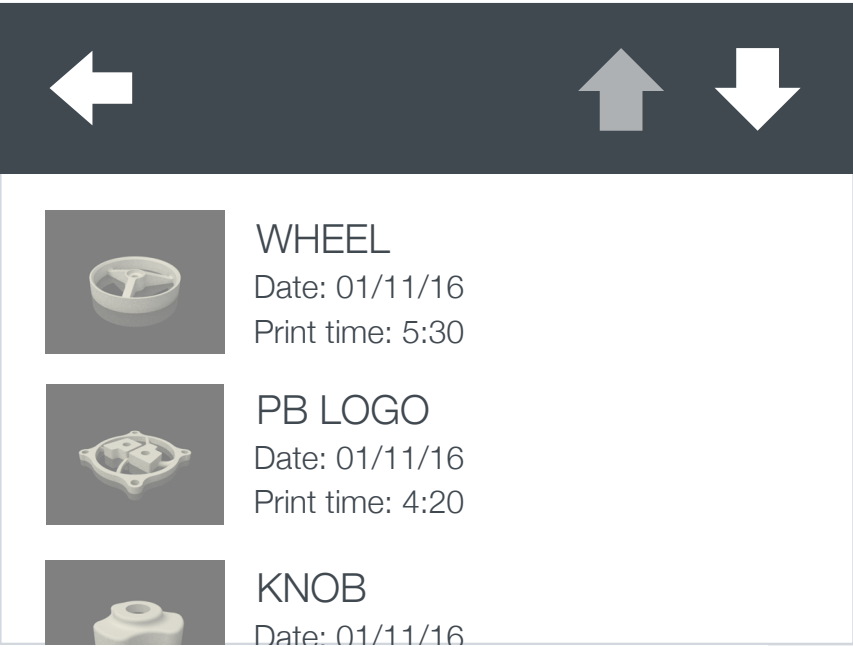 WHEEL
Date: 01/11/16
Print time: 5:30
PB LOGO
Date: 01/11/16
Print time: 4:20
KNOB
Date: 01/11/16